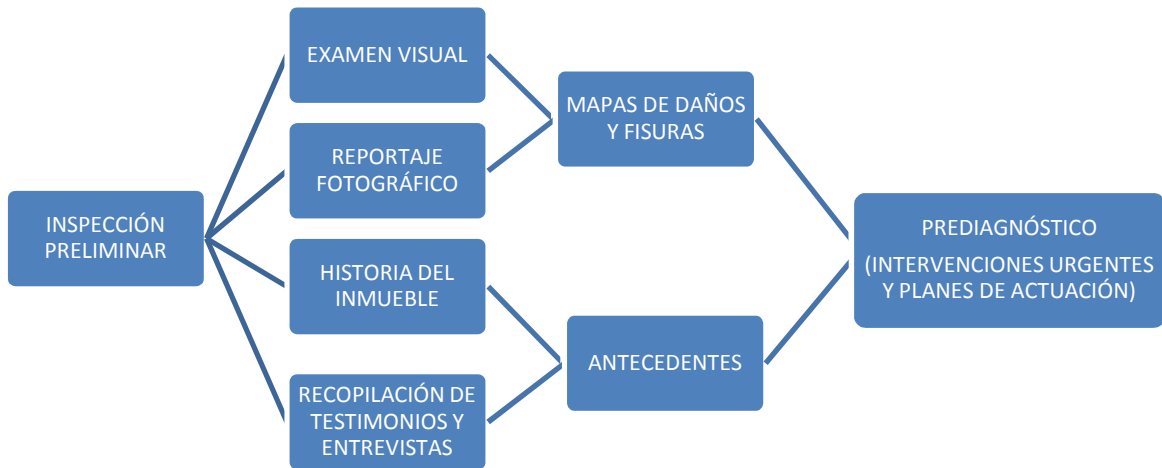 INSPECCIÓN
PRELIMINAR
EXAMEN VISUAL
REPORTAJE
FOTOGRÁFICO
HISTORIA DEL
INMUEBLE
RECOPILACIÓN DE
TESTIMONIOS Y
ENTREVISTAS
MAPAS DE DAÑOS
Y FISURAS
ANTECEDENTES
PREDIAGNÓSTICO
(INTERVENCIONES URGENTES
Y PLANES DE ACTUACIÓN)